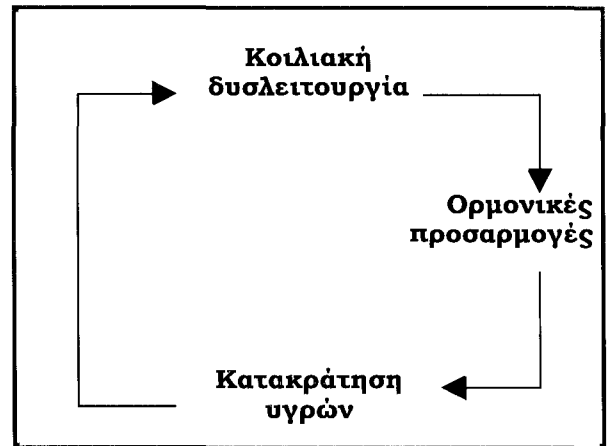 Κοιλιακή
δυσλειτουργία
Ορμονικές
προσαρμογές
Κατακράτηση
υγρών